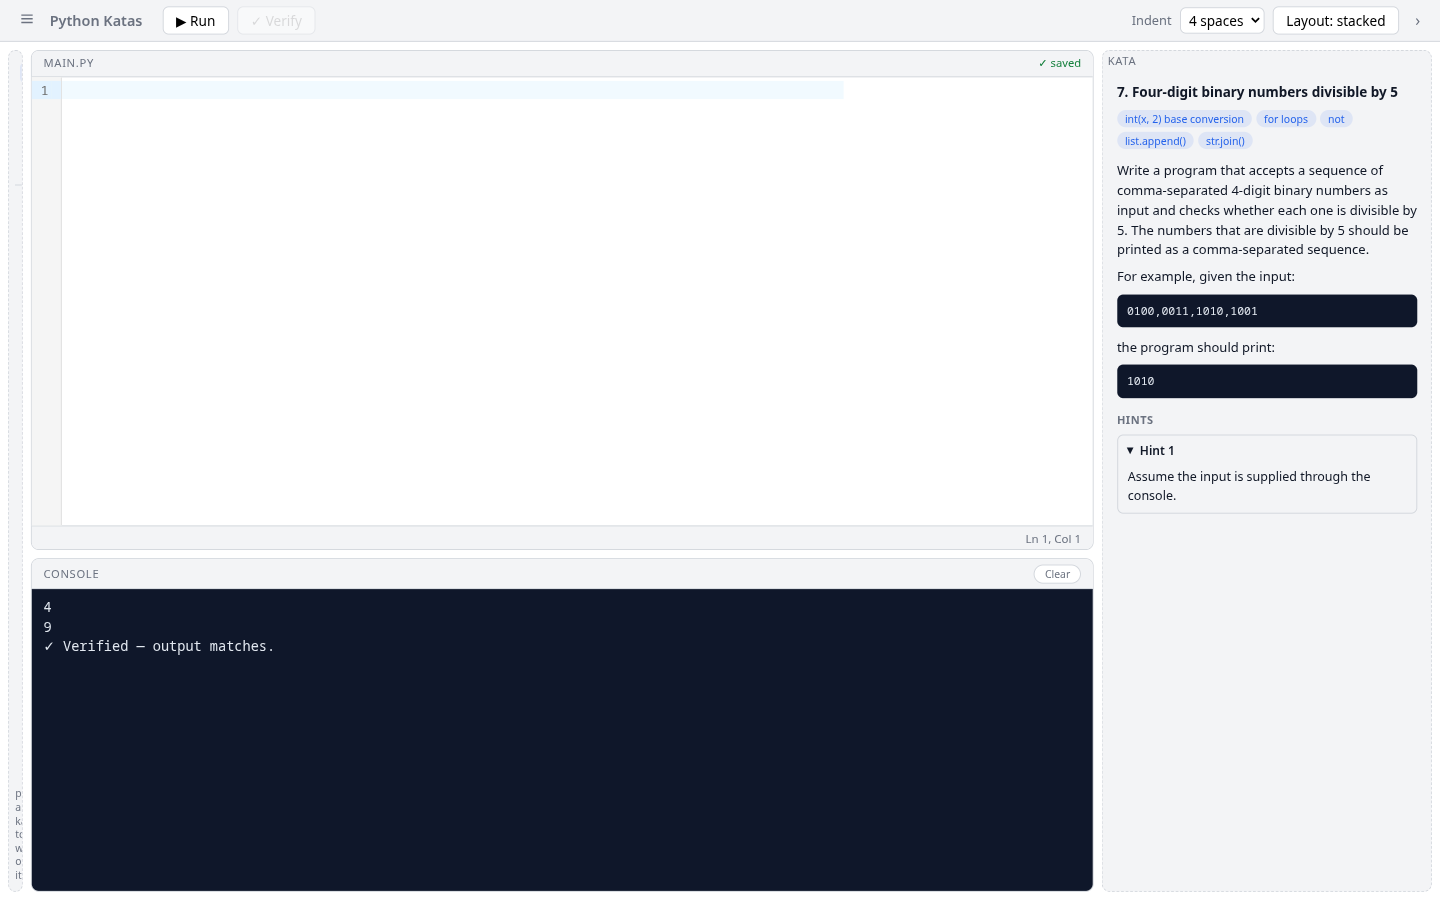 ≡ Python Katas ▶ Run ✓ Verify Indent 4 spaces Layout: stacked ›
MAIN.PY ✓ saved
1
Ln 1, Col 1
CONSOLE Clear
4
9
✓ Verified — output matches.
KATA
7. Four-digit binary numbers divisible by 5
int(x, 2) base conversion for loops not
list.append() str.join()
Write a program that accepts a sequence of
comma-separated 4-digit binary numbers as
input and checks whether each one is divisible by
5. The numbers that are divisible by 5 should be
printed as a comma-separated sequence.
For example, given the input:
0100,0011,1010,1001
the program should print:
1010
HINTS
▼ Hint 1
Assume the input is supplied through the
console.